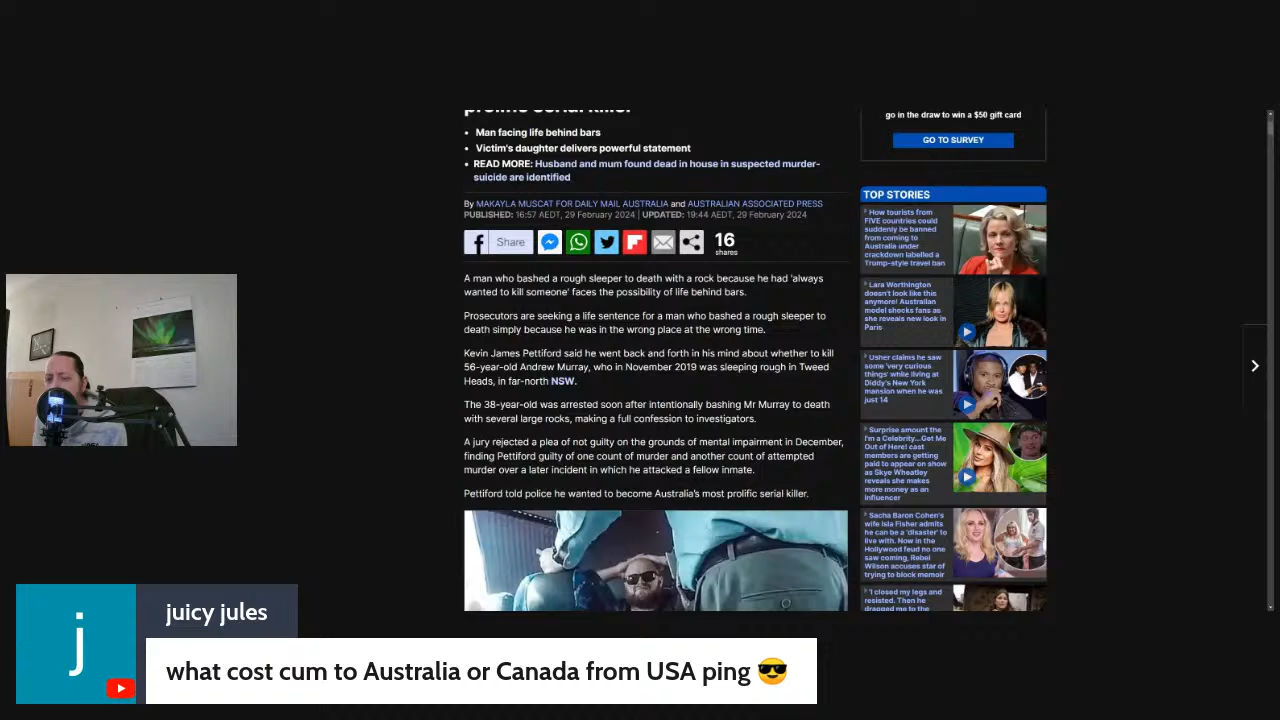 prolific serial killer
go in the draw to win a $50 gift card
GO TO SURVEY
• Man facing life behind bars
• Victim's daughter delivers powerful statement
• READ MORE: Husband and mum found dead in house in suspected murder-
suicide are identified
By MAKAYLA MUSCAT FOR DAILY MAIL AUSTRALIA and AUSTRALIAN ASSOCIATED PRESS
PUBLISHED: 16:57 AEDT, 29 February 2024 | UPDATED: 19:44 AEDT, 29 February 2024
f Share
16
shares
A man who bashed a rough sleeper to death with a rock because he had 'always
wanted to kill someone' faces the possibility of life behind bars.
Prosecutors are seeking a life sentence for a man who bashed a rough sleeper to
death simply because he was in the wrong place at the wrong time.
Kevin James Pettiford said he went back and forth in his mind about whether to kill
56-year-old Andrew Murray, who in November 2019 was sleeping rough in Tweed
Heads, in far-north NSW.
The 38-year-old was arrested soon after intentionally bashing Mr Murray to death
with several large rocks, making a full confession to investigators.
A jury rejected a plea of not guilty on the grounds of mental impairment in December,
finding Pettiford guilty of one count of murder and another count of attempted
murder over a later incident in which he attacked a fellow inmate.
Pettiford told police he wanted to become Australia's most prolific serial killer.
TOP STORIES
How tourists from
FIVE countries could
suddenly be banned
from coming to
Australia under
crackdown labelled a
Trump-style travel ban
Lara Worthington
doesn't look like this
anymore! Australian
model shocks fans as
she reveals new look in
Paris
Usher claims he saw
some 'very curious
things' while living at
Diddy's New York
mansion when he was
just 14
Surprise amount the
I'm a Celebrity...Get Me
Out of Here! cast
members are getting
paid to appear on show
as Skye Wheatley
reveals she makes
more money as an
influencer
Sacha Baron Cohen's
wife Isla Fisher admits
he can be a 'disaster' to
live with. Now in the
Hollywood feud no one
saw coming, Rebel
Wilson accuses star of
trying to block memoir
'I closed my legs and
resisted. Then he
dragged me to the
j
juicy jules
what cost cum to Australia or Canada from USA ping 😎